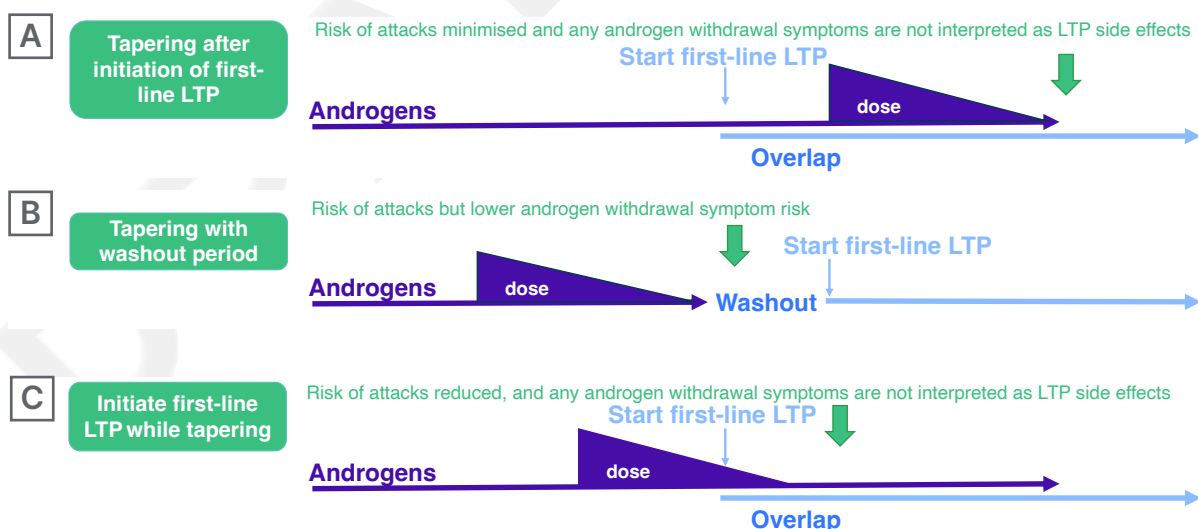 A
Tapering after
initiation of first-
line LTP
Risk of attacks minimised and any androgen withdrawal symptoms are not interpreted as LTP side effects
Start first-line LTP
dose
Androgens
Overlap
B
Tapering with
washout period
Risk of attacks but lower androgen withdrawal symptom risk
Start first-line LTP
Androgens
dose
Washout
C
Initiate first-line
LTP while tapering
Risk of attacks reduced, and any androgen withdrawal symptoms are not interpreted as LTP side effects
Start first-line LTP
Androgens
dose
Overlap